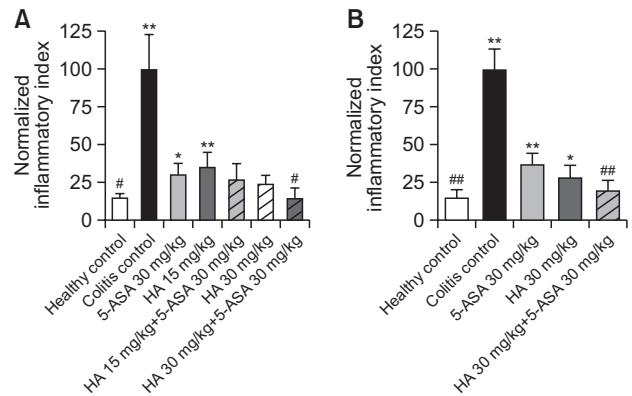 A
Normalized
inflammatory index
125
100
75
50
25
0
#
**
*
**
#
Healthy control
Colitis control
5-ASA 30 mg/kg
HA 15 mg/kg
HA 15 mg/kg+5-ASA 30 mg/kg
HA 30 mg/kg
HA 30 mg/kg+5-ASA 30 mg/kg
B
Normalized
inflammatory index
125
100
75
50
25
0
##
**
**
*
##
Healthy control
Colitis control
5-ASA 30 mg/kg
HA 30 mg/kg
HA 30 mg/kg+5-ASA 30 mg/kg